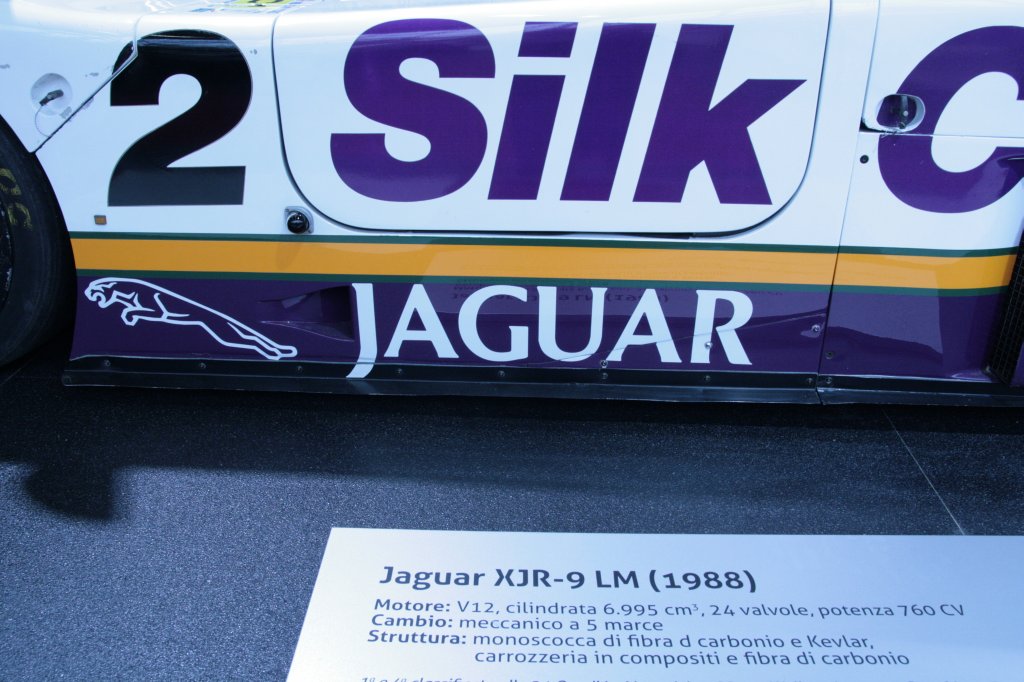 2 Silk C
JAGUAR
Jaguar XJR-9 LM (1988)
Motore: V12, cilindrata 6.995 cm³, 24 valvole, potenza 760 CV
Cambio: meccanico a 5 marce
Struttura: monoscocca di fibra d carbonio e Kevlar,
carrozzeria in compositi e fibra di carbonio